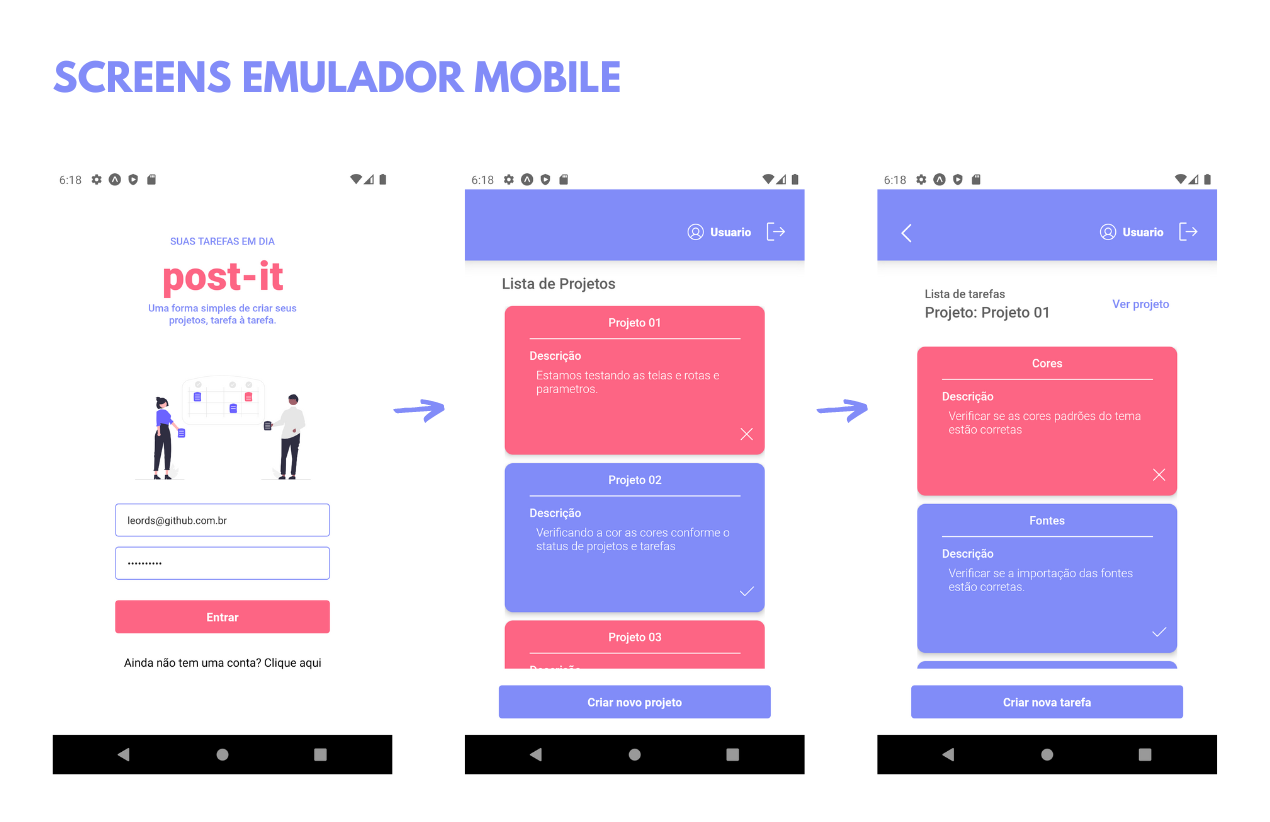 SCREENS EMULADOR MOBILE
6:18
SUAS TAREFAS EM DIA
post-it
Uma forma simples de criar seus
projetos, tarefa à tarefa.
leords@github.com.br
••••••••••
Entrar
Ainda não tem uma conta? Clique aqui
6:18
Usuario
Lista de Projetos
Projeto 01
Descrição
Estamos testando as telas e rotas e
parametros.
Projeto 02
Descrição
Verificando a cor as cores conforme o
status de projetos e tarefas
Projeto 03
Descrição
Criar novo projeto
6:18
Usuario
Lista de tarefas
Projeto: Projeto 01
Ver projeto
Cores
Descrição
Verificar se as cores padrões do tema
estão corretas
Fontes
Descrição
Verificar se a importação das fontes
estão corretas.
Criar nova tarefa